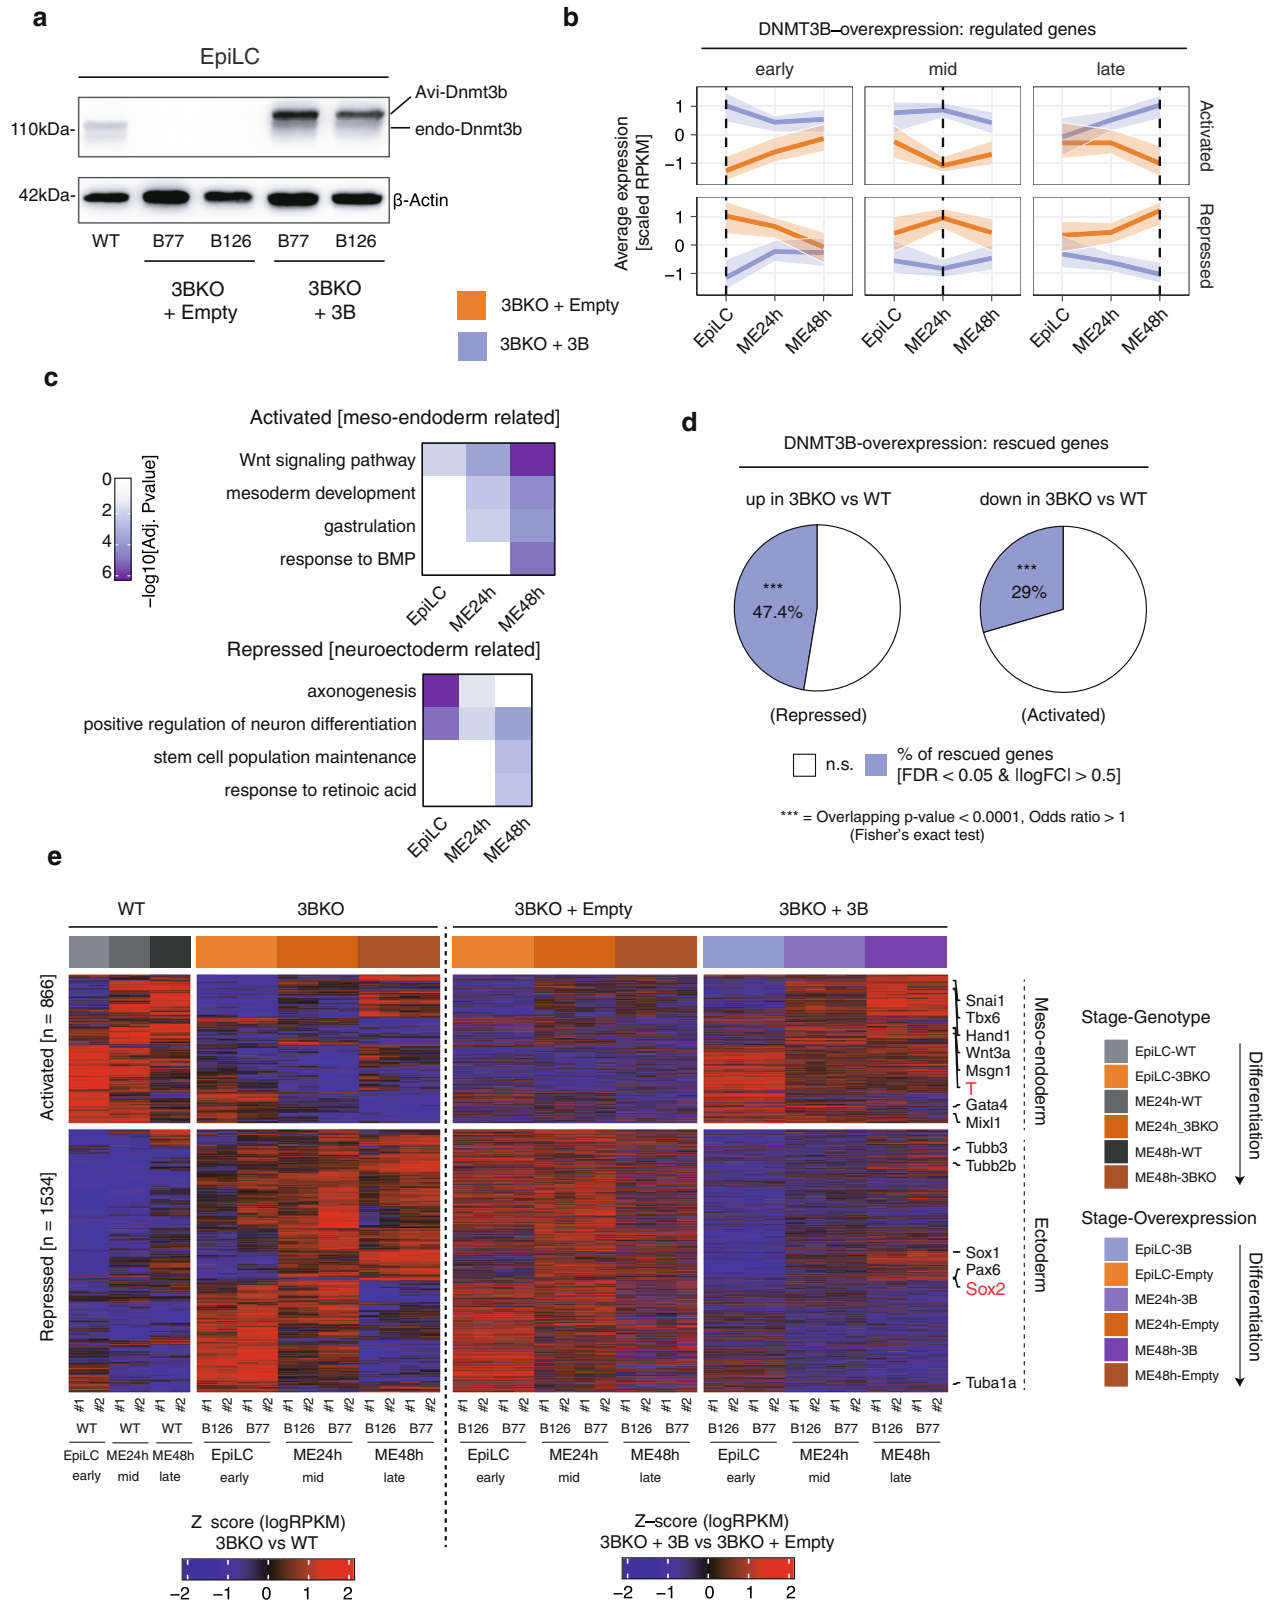 a
EpiLC
Avi-Dnmt3b
110kDa-
endo-Dnmt3b
42kDa-
β-Actin
WT B77 B126 B77 B126
3BKO + Empty
3BKO + 3B
b
DNMT3B–overexpression: regulated genes
early mid late
Average expression
[scaled RPKM]
1
0
−1
Activated
1
0
−1
Repressed
EpiLC ME24h ME48h EpiLC ME24h ME48h EpiLC ME24h ME48h
3BKO + Empty
3BKO + 3B
c
Activated [meso-endoderm related]
Wnt signaling pathway
mesoderm development
gastrulation
response to BMP
EpiLC ME24h ME48h
0
2
4
6
−log10[Adj. Pvalue]
Repressed [neuroectoderm related]
axonogenesis
positive regulation of neuron differentiation
stem cell population maintenance
response to retinoic acid
EpiLC ME24h ME48h
d
DNMT3B-overexpression: rescued genes
up in 3BKO vs WT
down in 3BKO vs WT
***
47.4%
***
29%
(Repressed)
(Activated)
n.s.
% of rescued genes
[FDR < 0.05 & |logFC| > 0.5]
*** = Overlapping p-value < 0.0001, Odds ratio > 1
(Fisher's exact test)
e
WT 3BKO 3BKO + Empty 3BKO + 3B
Activated [n = 866]
Repressed [n = 1534]
Snai1
Tbx6
Hand1
Wnt3a
Msgn1
T
Gata4
Mixl1
Tubb3
Tubb2b
Sox1
Pax6
Sox2
Tuba1a
Meso-endoderm
Ectoderm
Stage-Genotype
EpiLC-WT
EpiLC-3BKO
ME24h-WT
ME24h_3BKO
ME48h-WT
ME48h-3BKO
Differentiation
Stage-Overexpression
EpiLC-3B
EpiLC-Empty
ME24h-3B
ME24h-Empty
ME48h-3B
ME48h-Empty
Differentiation
#1 #2 #1 #2 #1 #2 #1 #2 #1 #2 #1 #2 #1 #2 #1 #2 #1 #2 #1 #2 #1 #2 #1 #2 #1 #2 #1 #2 #1 #2 #1 #2 #1 #2 #1 #2 #1 #2 #1 #2 #1 #2
WT WT WT B126 B77 B126 B77 B126 B77 B126 B77 B126 B77 B126 B77 B126 B77 B126 B77 B126 B77
EpiLC ME24h ME48h EpiLC ME24h ME48h EpiLC ME24h ME48h EpiLC ME24h ME48h
early mid late early mid late early mid late early mid late
Z score (logRPKM)
3BKO vs WT
−2 −1 0 1 2
Z–score (logRPKM)
3BKO + 3B vs 3BKO + Empty
−2 −1 0 1 2